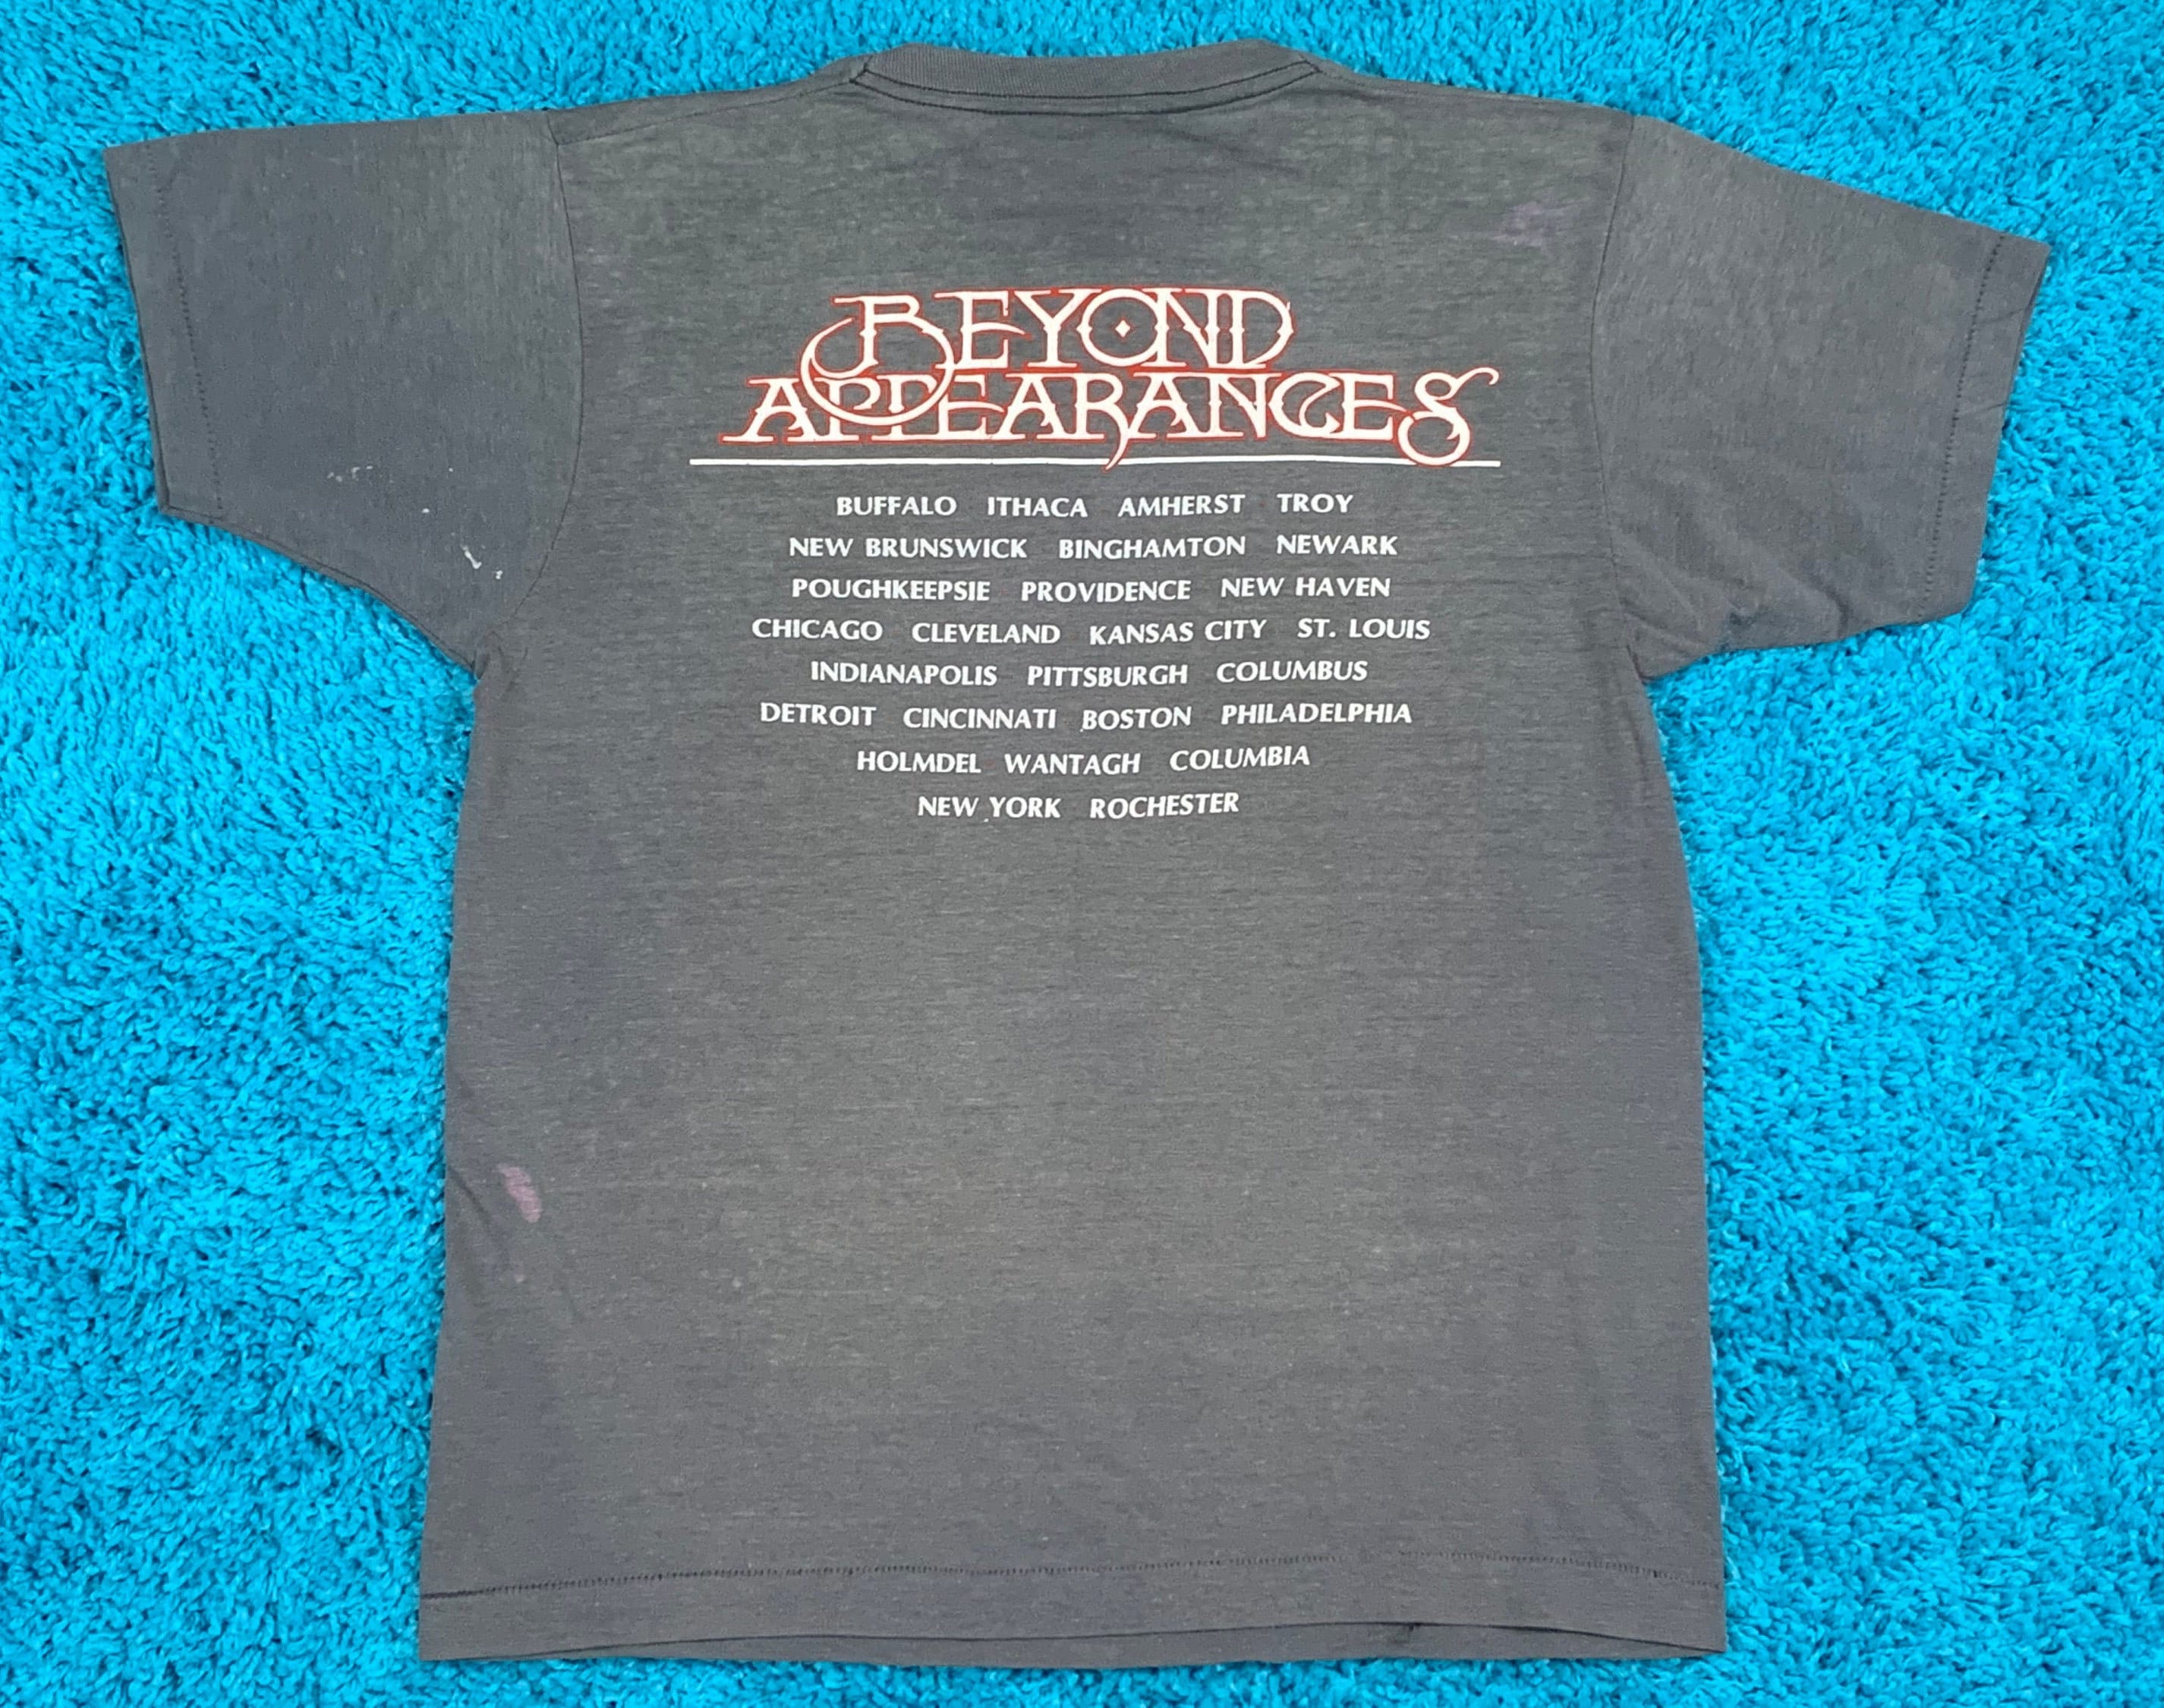 BEYOND
APPEARANCES
BUFFALO ITHACA AMHERST TROY
NEW BRUNSWICK BINGHAMTON NEWARK
POUGHKEEPSIE PROVIDENCE NEW HAVEN
CHICAGO CLEVELAND KANSAS CITY ST. LOUIS
INDIANAPOLIS PITTSBURGH COLUMBUS
DETROIT CINCINNATI BOSTON PHILADELPHIA
HOLMDEL WANTAGH COLUMBIA
NEW YORK ROCHESTER